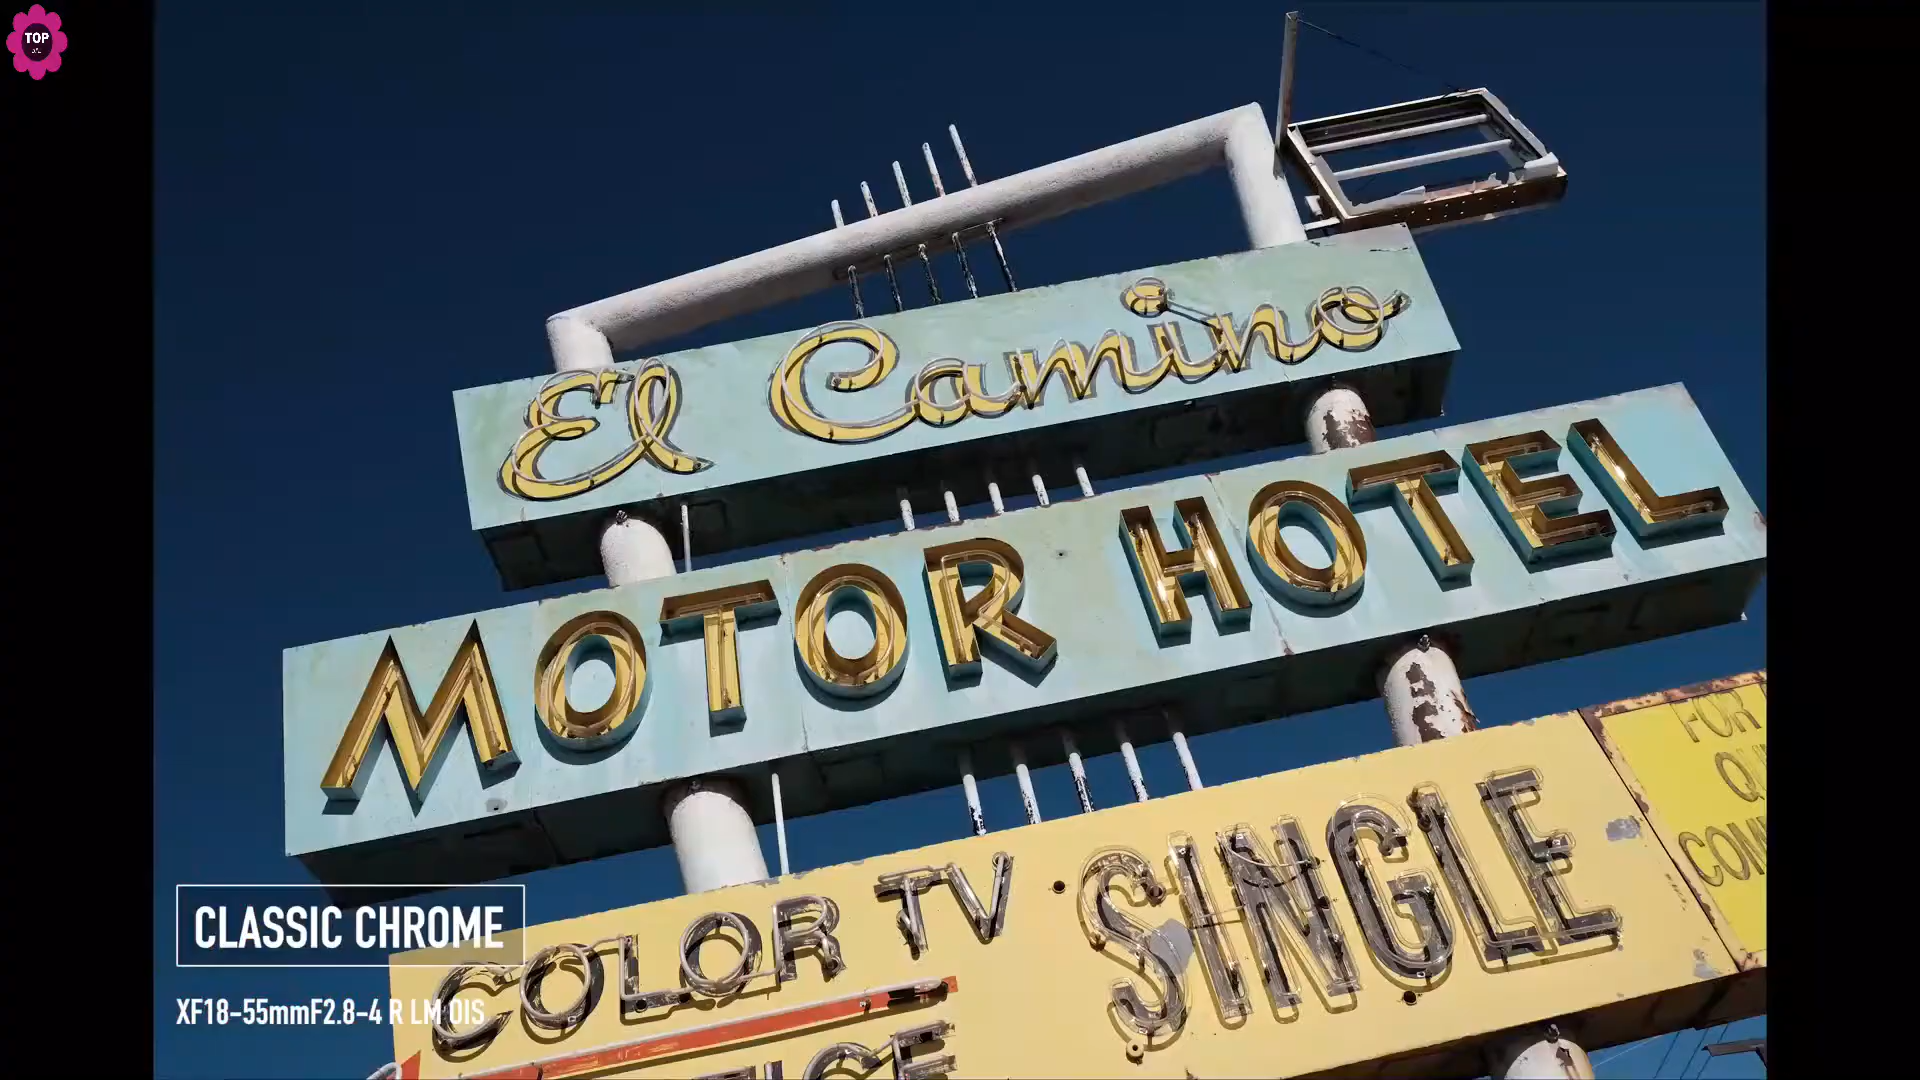 TOP
El Camino
MOTOR HOTEL
FOR
COLOR TV
SINGLE
CLASSIC CHROME
XF18-55mmF2.8-4 R LM OIS